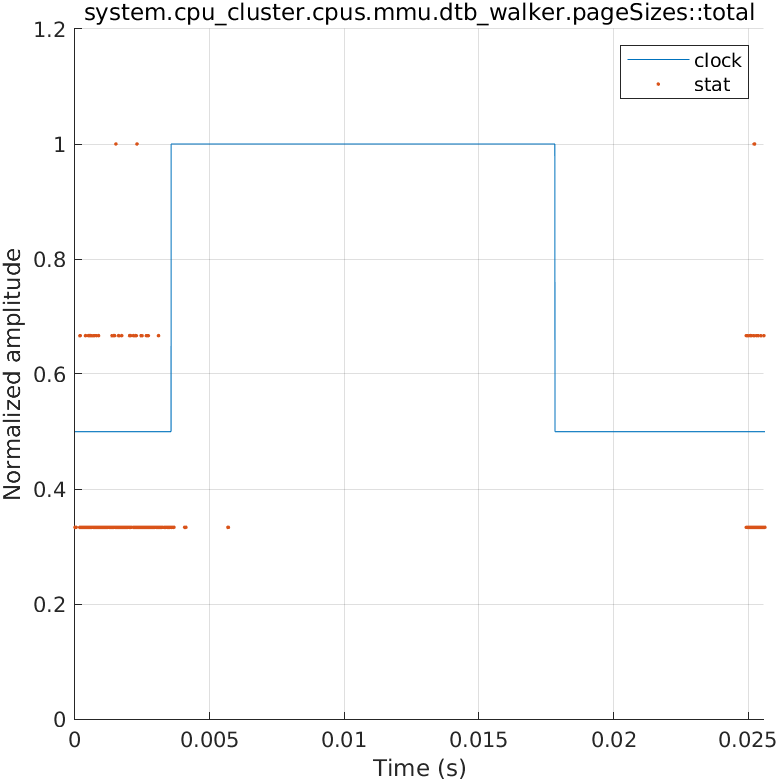 system.cpu_cluster.cpus.mmu.dtb_walker.pageSizes::total
1.2
clock
stat
1
0.8
Normalized amplitude
0.6
0.4
0.2
0
0 0.005 0.01 0.015 0.02 0.025
Time (s)